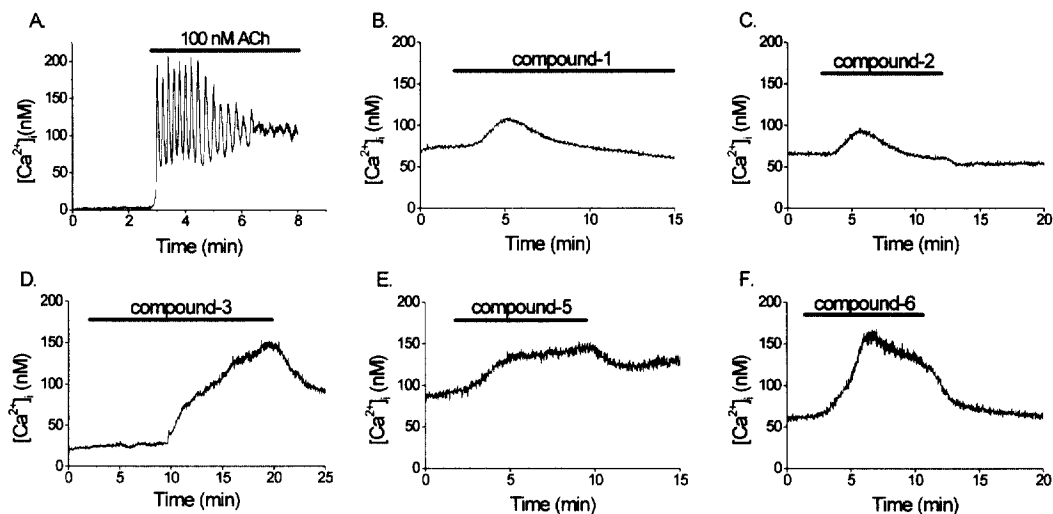 A.
100 nM ACh
200
150
100
50
0
[Ca2+]i (nM)
0 2 4 6 8
Time (min)
B.
compound-1
200
150
100
50
0
[Ca2+]i (nM)
0 5 10 15
Time (min)
C.
compound-2
200
150
100
50
0
[Ca2+]i (nM)
0 5 10 15 20
Time (min)
D.
compound-3
200
150
100
50
0
[Ca2+]i (nM)
0 5 10 15 20 25
Time (min)
E.
compound-5
200
150
100
50
0
[Ca2+]i (nM)
0 5 10 15
Time (min)
F.
compound-6
200
150
100
50
0
[Ca2+]i (nM)
0 5 10 15 20
Time (min)